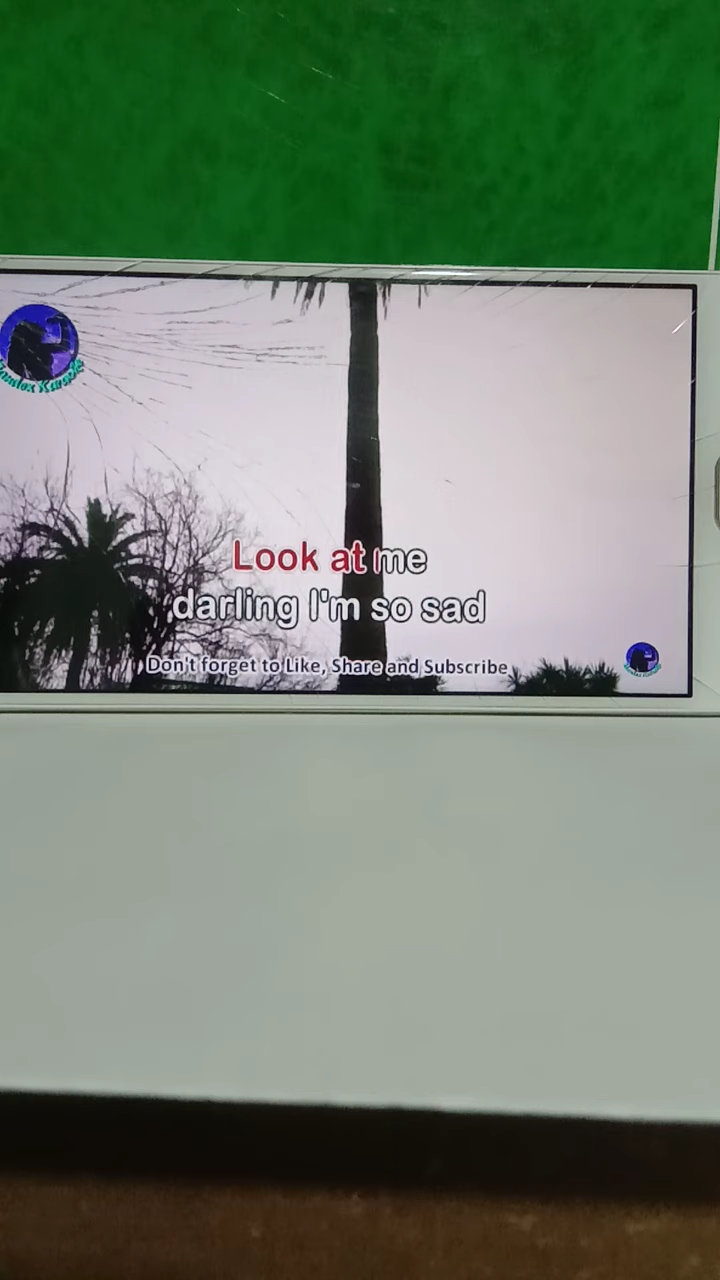 Look at me
darling I'm so sad
Don't forget to Like, Share and Subscribe